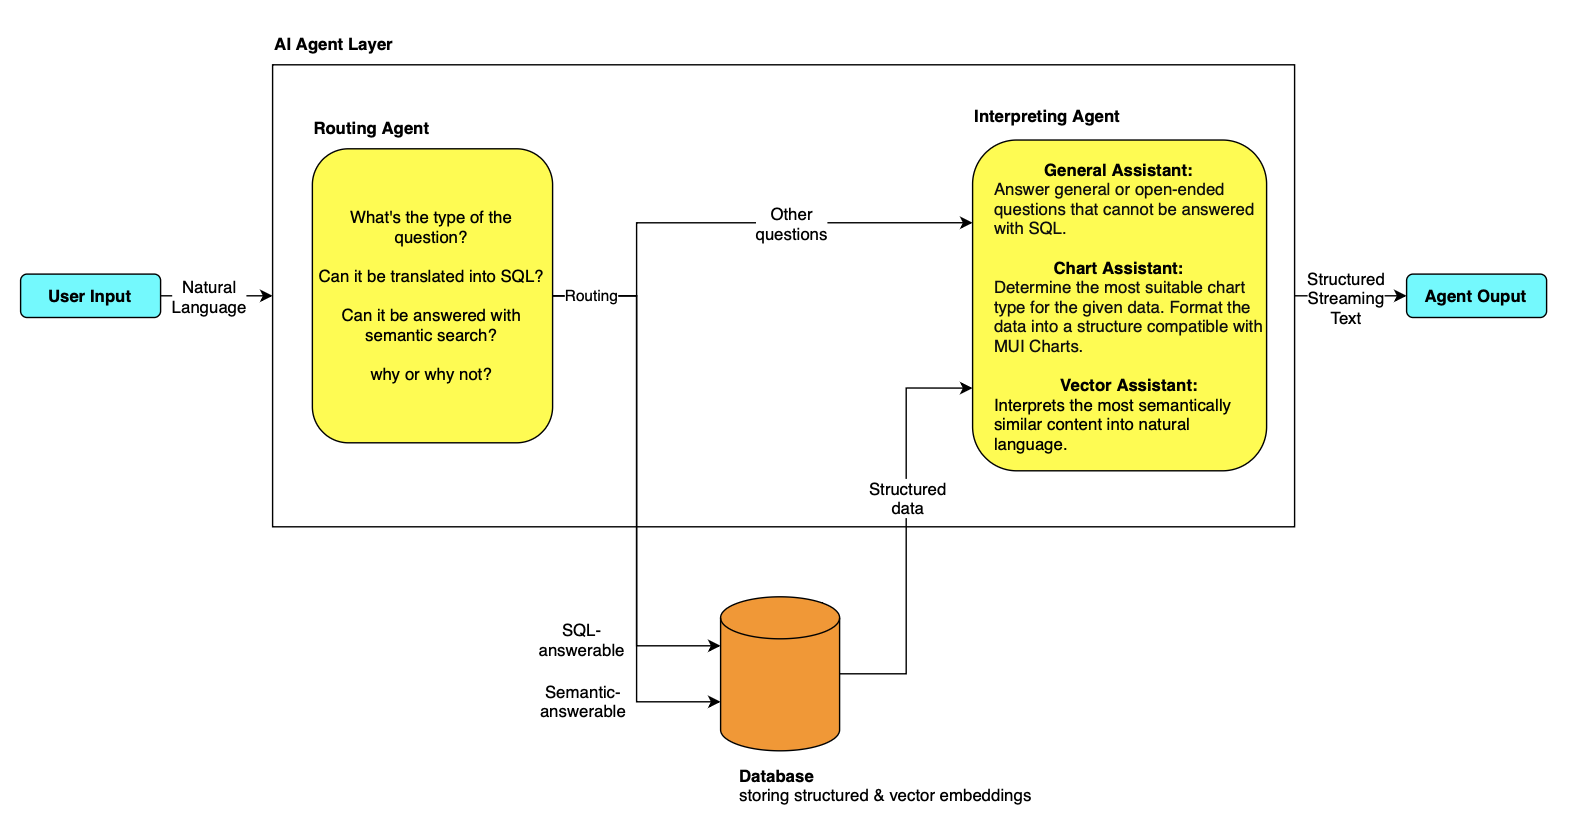 AI Agent Layer
Routing Agent
What's the type of the
question?
Can it be translated into SQL?
Can it be answered with
semantic search?
why or why not?
Interpreting Agent
General Assistant:
Answer general or open-ended
questions that cannot be answered
with SQL.
Chart Assistant:
Determine the most suitable chart
type for the given data. Format the
data into a structure compatible with
MUI Charts.
Vector Assistant:
Interprets the most semantically
similar content into natural
language.
User Input
Natural
Language
Routing
Other
questions
Structured
data
Structured
Streaming
Text
Agent Ouput
SQL-
answerable
Semantic-
answerable
Database
storing structured & vector embeddings